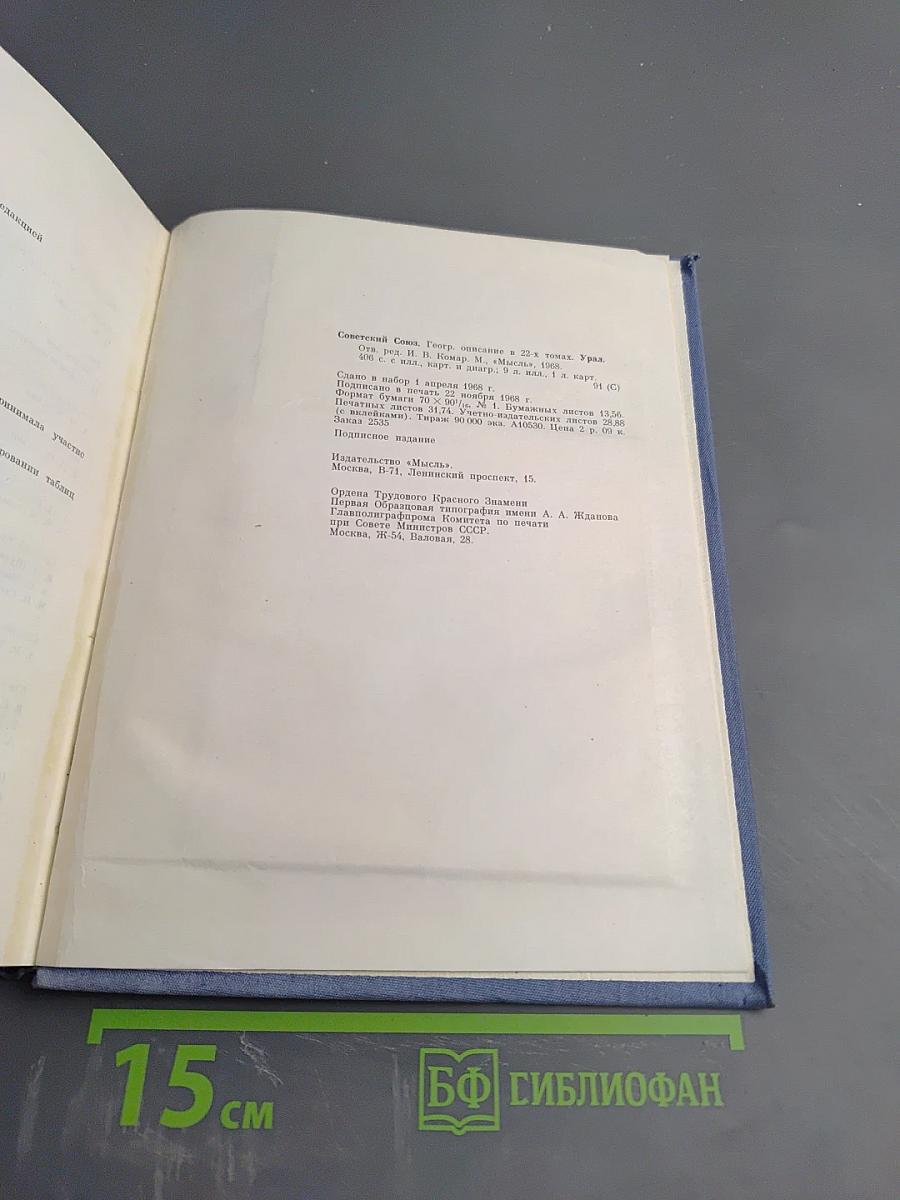 редакцией
принимала участие
таблиц
Советский Союз. Геогр. описание в 22-х томах. Урал.
Отв. ред. И. В. Комар. М., «Мысль», 1968.
406 с. с илл., карт. и диагр.; 9 л. илл., 1 л. карт.
91 (С)
Сдано в набор 1 апреля 1968 г.
Подписано в печать 22 ноября 1968 г.
Формат бумаги 70 × 90¹/₁₆. № 1. Бумажных листов 13,56.
Печатных листов 31,74. Учетно-издательских листов 28,88
(с вклейками). Тираж 90 000 экз. А10530. Цена 2 р. 09 к.
Заказ 2535
Подписное издание
Издательство «Мысль».
Москва, В-71, Ленинский проспект, 15.
Ордена Трудового Красного Знамени
Первая Образцовая типография имени А. А. Жданова
Главполиграфпрома Комитета по печати
при Совете Министров СССР.
Москва, Ж-54, Валовая, 28.
15 см
БФ БИБЛИОФАН